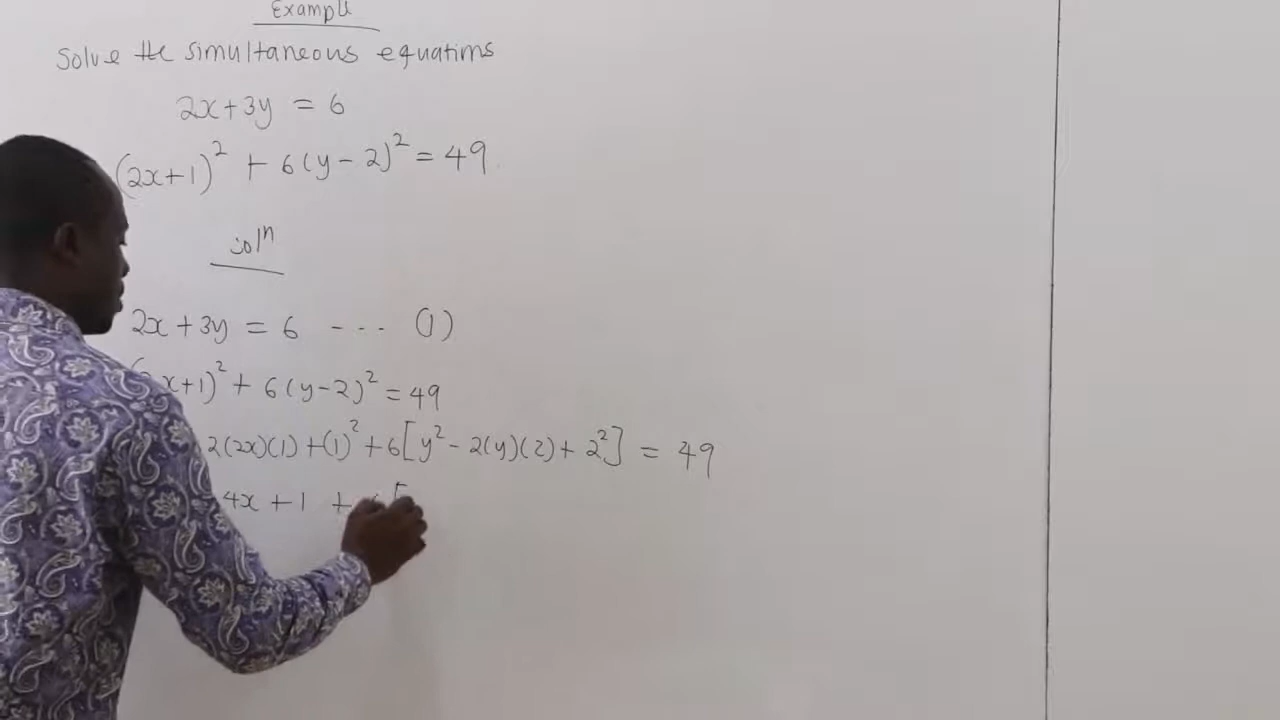 Example
Solve the simultaneous equations
2x+3y = 6
(2x+1)² + 6(y-2)² = 49
solⁿ
2x+3y = 6 --- (1)
x+1)² + 6(y-2)² = 49
2(2x)(1) + (1)² + 6[y² - 2(y)(2) + 2²] = 49
4x + 1 + [